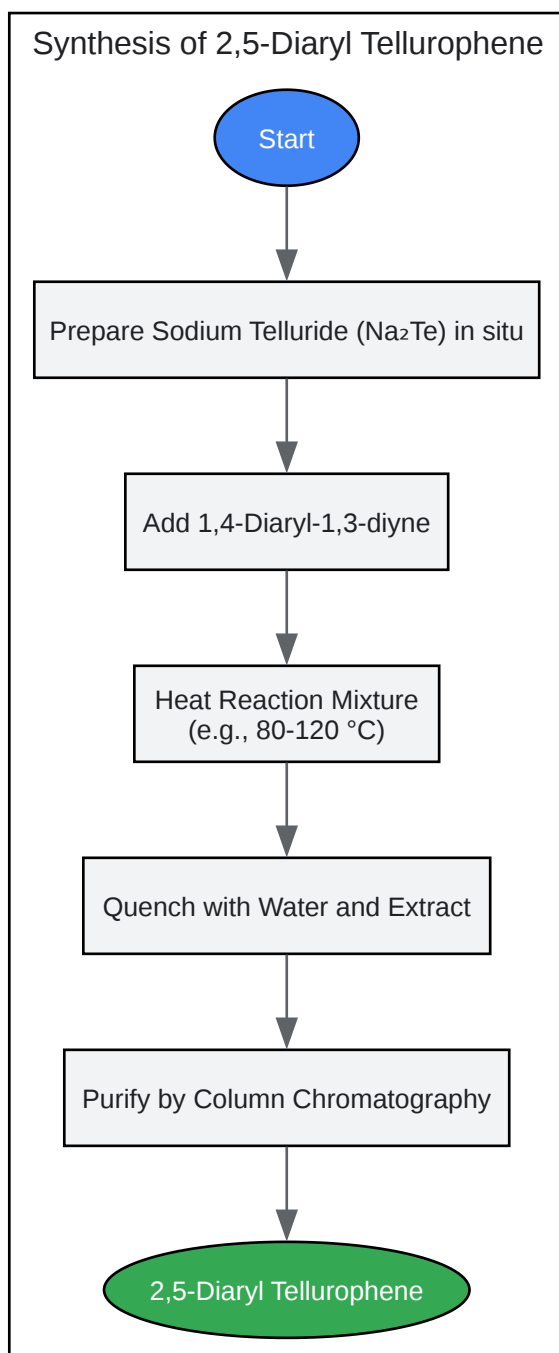 Synthesis of 2,5-Diaryl Tellurophene
Start
Prepare Sodium Telluride (Na₂Te) in situ
Add 1,4-Diaryl-1,3-diyne
Heat Reaction Mixture
(e.g., 80-120 °C)
Quench with Water and Extract
Purify by Column Chromatography
2,5-Diaryl Tellurophene